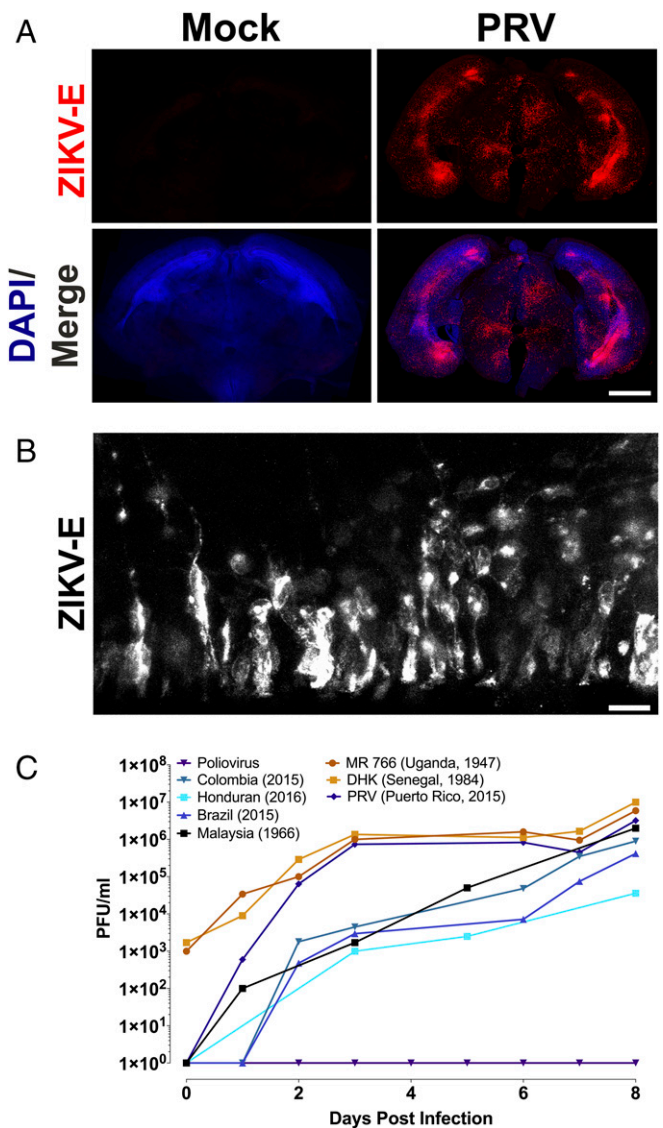 A
Mock
PRV
ZIKV-E
DAPI/
Merge
B
ZIKV-E
C
Poliovirus
Colombia (2015)
Honduran (2016)
Brazil (2015)
Malaysia (1966)
MR 766 (Uganda, 1947)
DHK (Senegal, 1984)
PRV (Puerto Rico, 2015)
1×10⁸
1×10⁷
1×10⁶
1×10⁵
1×10⁴
1×10³
1×10²
1×10¹
1×10⁰
PFU/ml
0 2 4 6 8
Days Post Infection